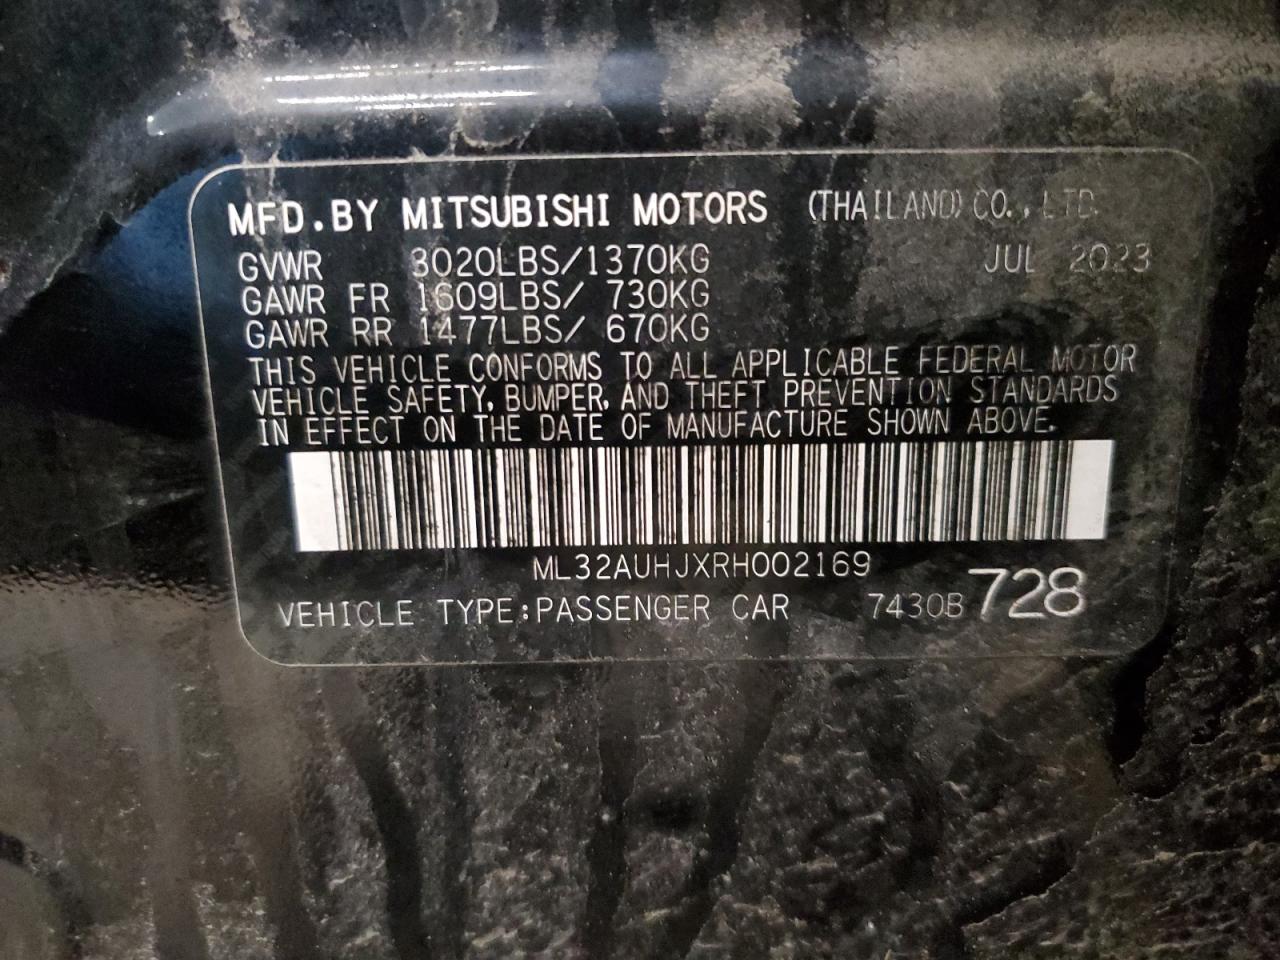 MFD.BY MITSUBISHI MOTORS (THAILAND) CO., LTD.
GVWR 3020LBS/1370KG JUL 2023
GAWR FR 1609LBS/ 730KG
GAWR RR 1477LBS/ 670KG
THIS VEHICLE CONFORMS TO ALL APPLICABLE FEDERAL MOTOR
VEHICLE SAFETY, BUMPER, AND THEFT PREVENTION STANDARDS
IN EFFECT ON THE DATE OF MANUFACTURE SHOWN ABOVE.
ML32AUHJXRH002169
VEHICLE TYPE:PASSENGER CAR 7430B 728